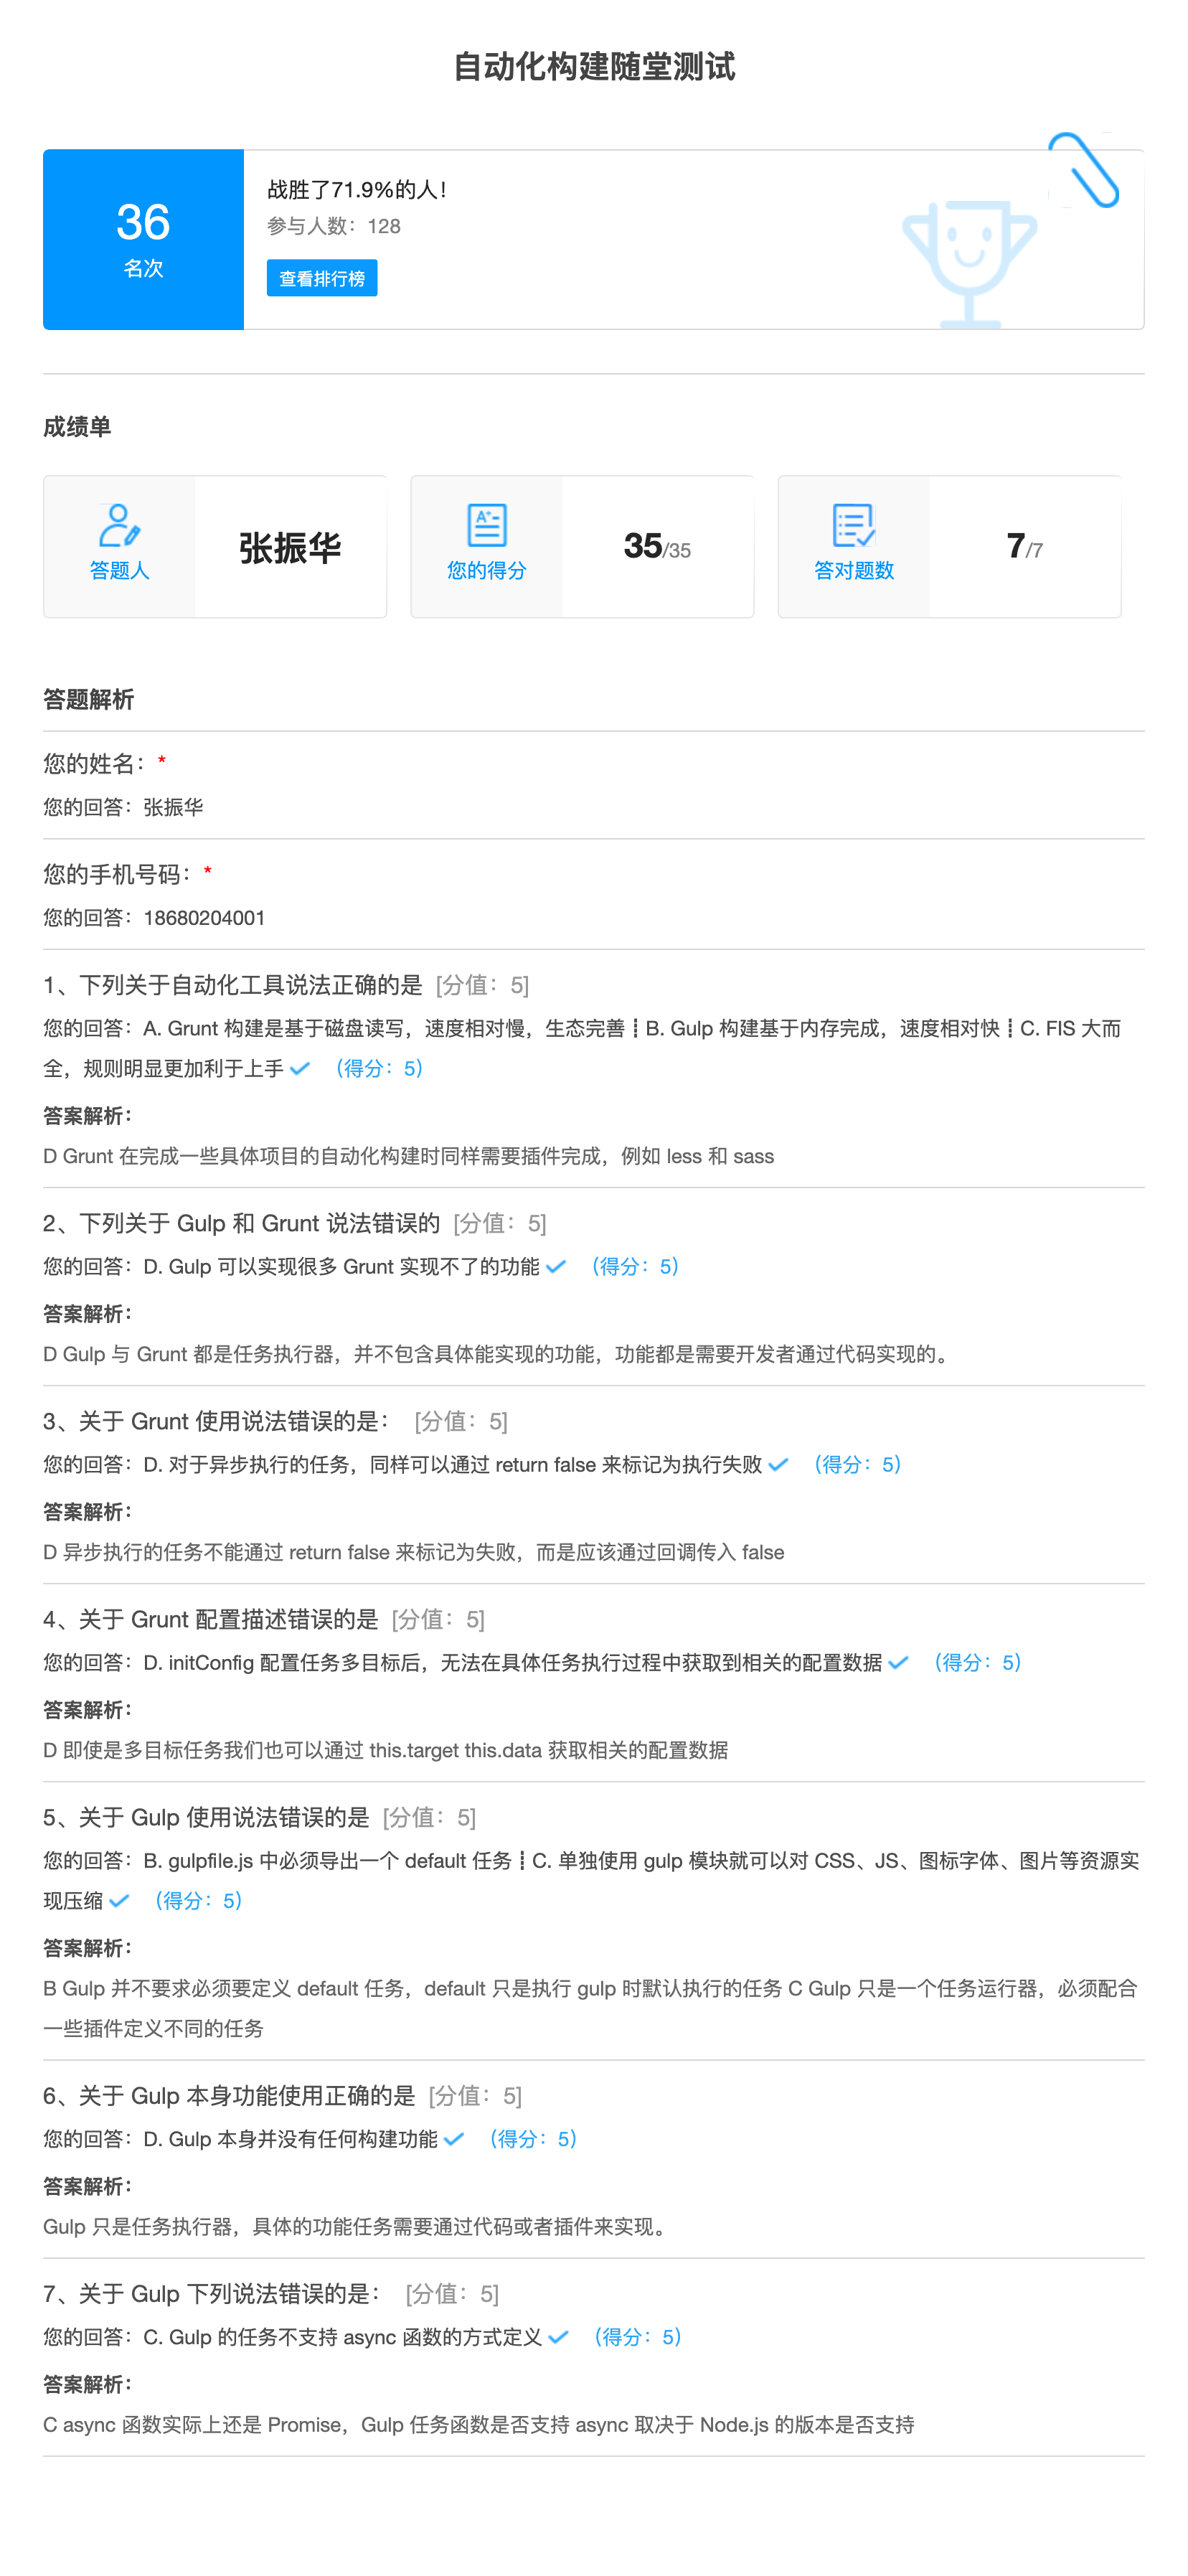 自动化构建随堂测试
36
名次
战胜了71.9%的人！
参与人数：128
查看排行榜
成绩单
答题人
张振华
您的得分
35/35
答对题数
7/7
答题解析
您的姓名：*
您的回答：张振华
您的手机号码：*
您的回答：18680204001
1、下列关于自动化工具说法正确的是 [分值：5]
您的回答：A. Grunt 构建是基于磁盘读写，速度相对慢，生态完善┋B. Gulp 构建基于内存完成，速度相对快┋C. FIS 大而
全，规则明显更加利于上手 （得分：5）
答案解析：
D Grunt 在完成一些具体项目的自动化构建时同样需要插件完成，例如 less 和 sass
2、下列关于 Gulp 和 Grunt 说法错误的 [分值：5]
您的回答：D. Gulp 可以实现很多 Grunt 实现不了的功能 （得分：5）
答案解析：
D Gulp 与 Grunt 都是任务执行器，并不包含具体能实现的功能，功能都是需要开发者通过代码实现的。
3、关于 Grunt 使用说法错误的是： [分值：5]
您的回答：D. 对于异步执行的任务，同样可以通过 return false 来标记为执行失败 （得分：5）
答案解析：
D 异步执行的任务不能通过 return false 来标记为失败，而是应该通过回调传入 false
4、关于 Grunt 配置描述错误的是 [分值：5]
您的回答：D. initConfig 配置任务多目标后，无法在具体任务执行过程中获取到相关的配置数据 （得分：5）
答案解析：
D 即使是多目标任务我们也可以通过 this.target this.data 获取相关的配置数据
5、关于 Gulp 使用说法错误的是 [分值：5]
您的回答：B. gulpfile.js 中必须导出一个 default 任务┋C. 单独使用 gulp 模块就可以对 CSS、JS、图标字体、图片等资源实
现压缩 （得分：5）
答案解析：
B Gulp 并不要求必须要定义 default 任务，default 只是执行 gulp 时默认执行的任务 C Gulp 只是一个任务运行器，必须配合
一些插件定义不同的任务
6、关于 Gulp 本身功能使用正确的是 [分值：5]
您的回答：D. Gulp 本身并没有任何构建功能 （得分：5）
答案解析：
Gulp 只是任务执行器，具体的功能任务需要通过代码或者插件来实现。
7、关于 Gulp 下列说法错误的是： [分值：5]
您的回答：C. Gulp 的任务不支持 async 函数的方式定义 （得分：5）
答案解析：
C async 函数实际上还是 Promise，Gulp 任务函数是否支持 async 取决于 Node.js 的版本是否支持